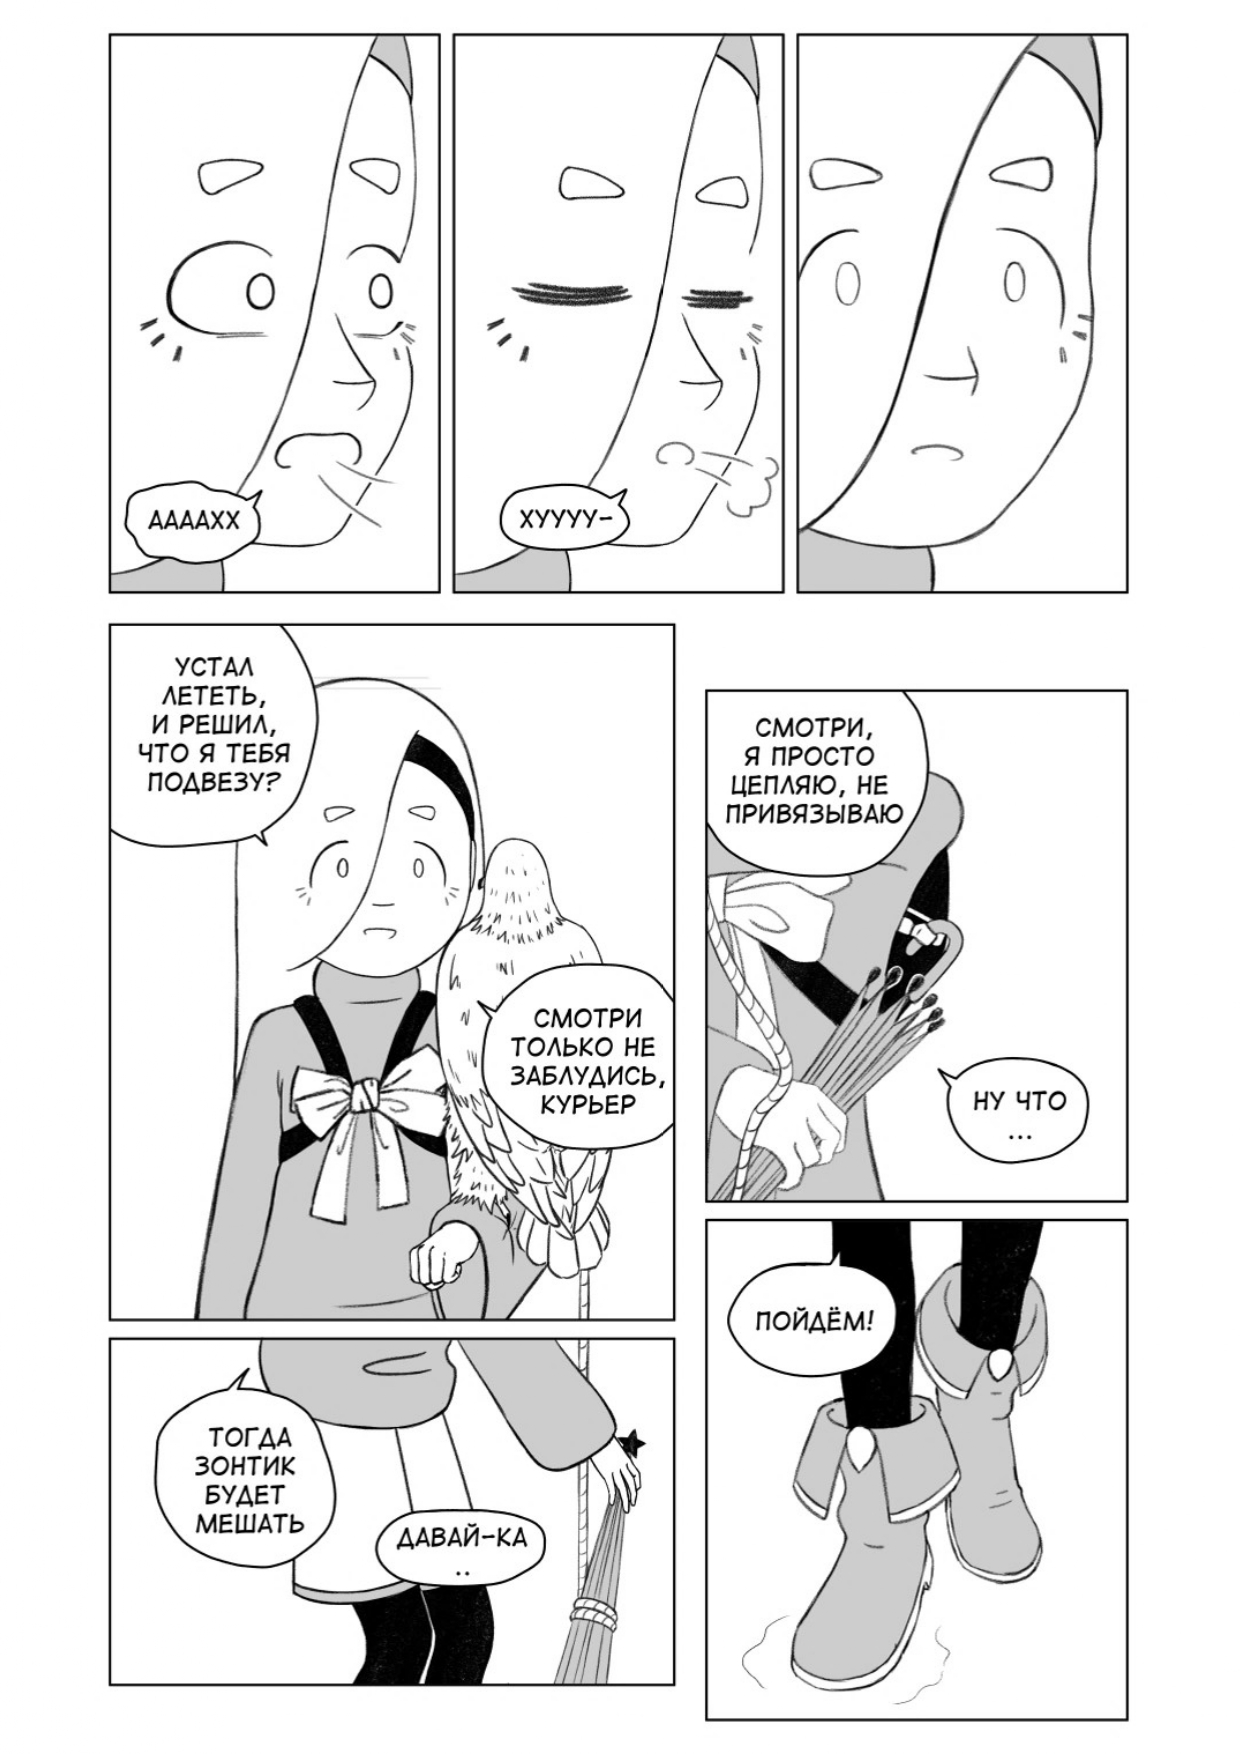 АААAХХ
ХУУУУ-
УСТАЛ
ЛЕТЕТЬ,
И РЕШИЛ,
ЧТО Я ТЕБЯ
ПОДВЕЗУ?
СМОТРИ
ТОЛЬКО НЕ
ЗАБЛУДИСЬ,
КУРЬЕР
ТОГДА
ЗОНТИК
БУДЕТ
МЕШАТЬ
ДАВАЙ-КА
..
СМОТРИ,
Я ПРОСТО
ЦЕПЛЯЮ, НЕ
ПРИВЯЗЫВАЮ
НУ ЧТО
...
ПОЙДЁМ!